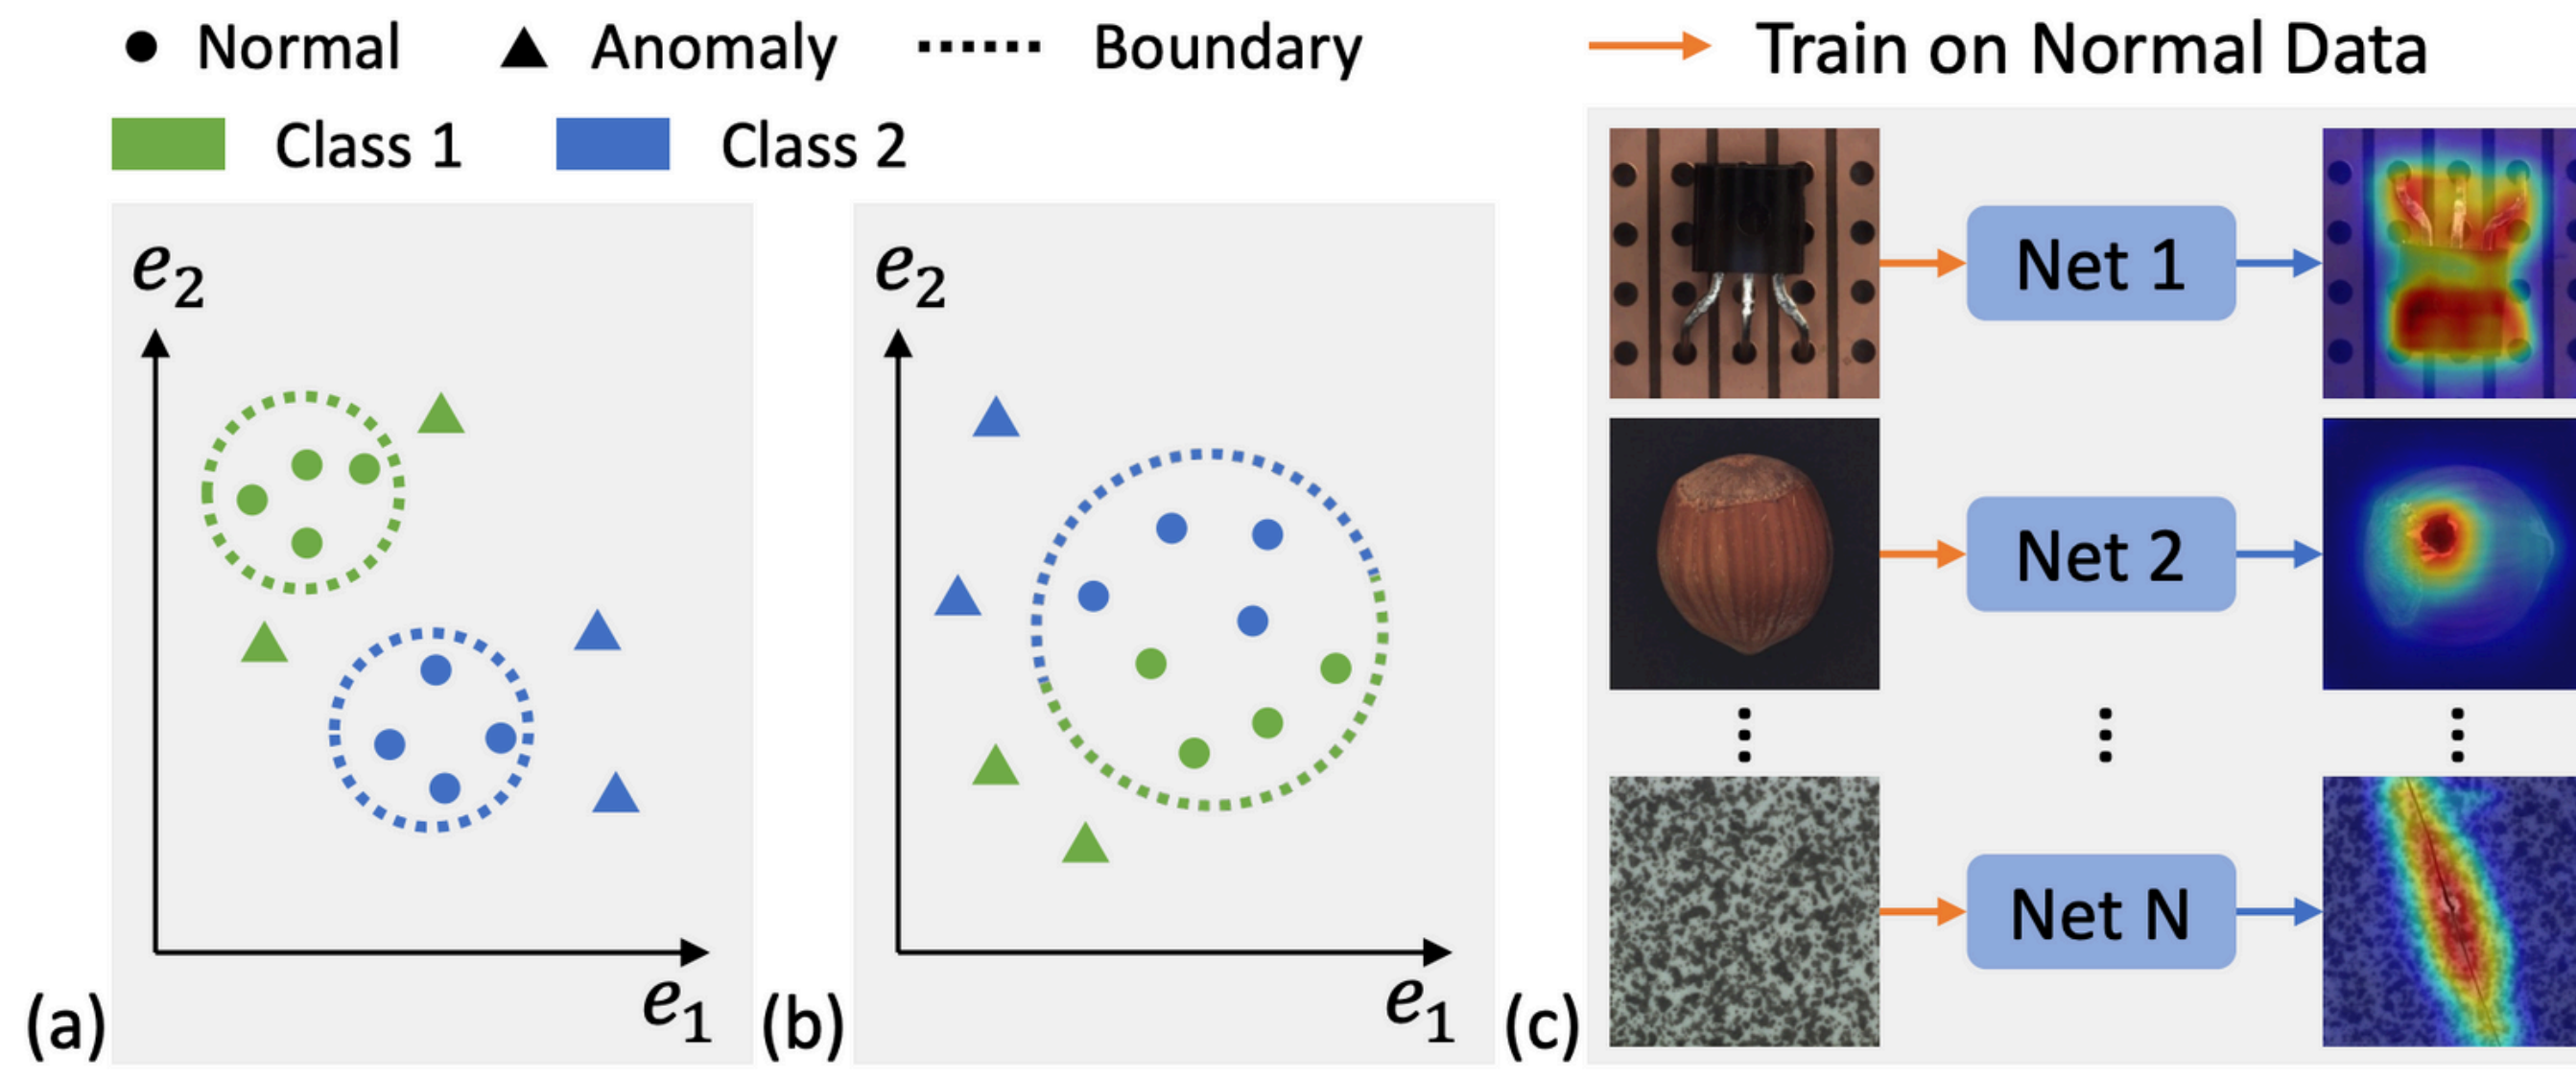 Normal Anomaly Boundary
Class 1 Class 2
e₂
e₁
(a)
e₂
e₁
(b)
Train on Normal Data
Net 1
Net 2
Net N
(c)